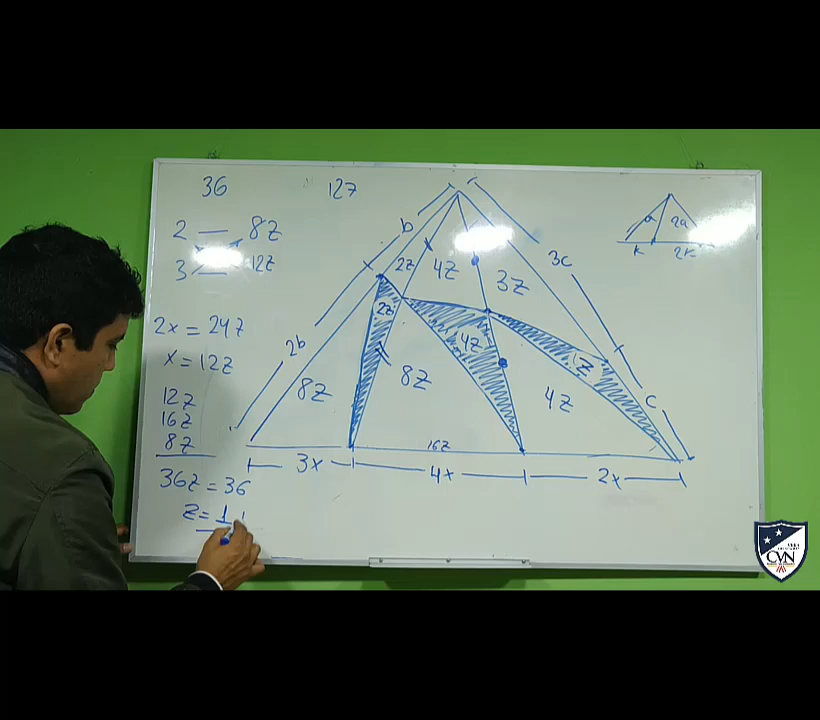 36
127
2 — 8Z
3 — 12Z
2x = 24Z
x = 12Z
12Z
16Z
8Z
36Z = 36
Z = 1
b
2b
3c
c
2Z
4Z
3Z
2Z
4Z
Z
8Z
8Z
4Z
16Z
3x
4x
2x
a
2a
K
2K
CVN